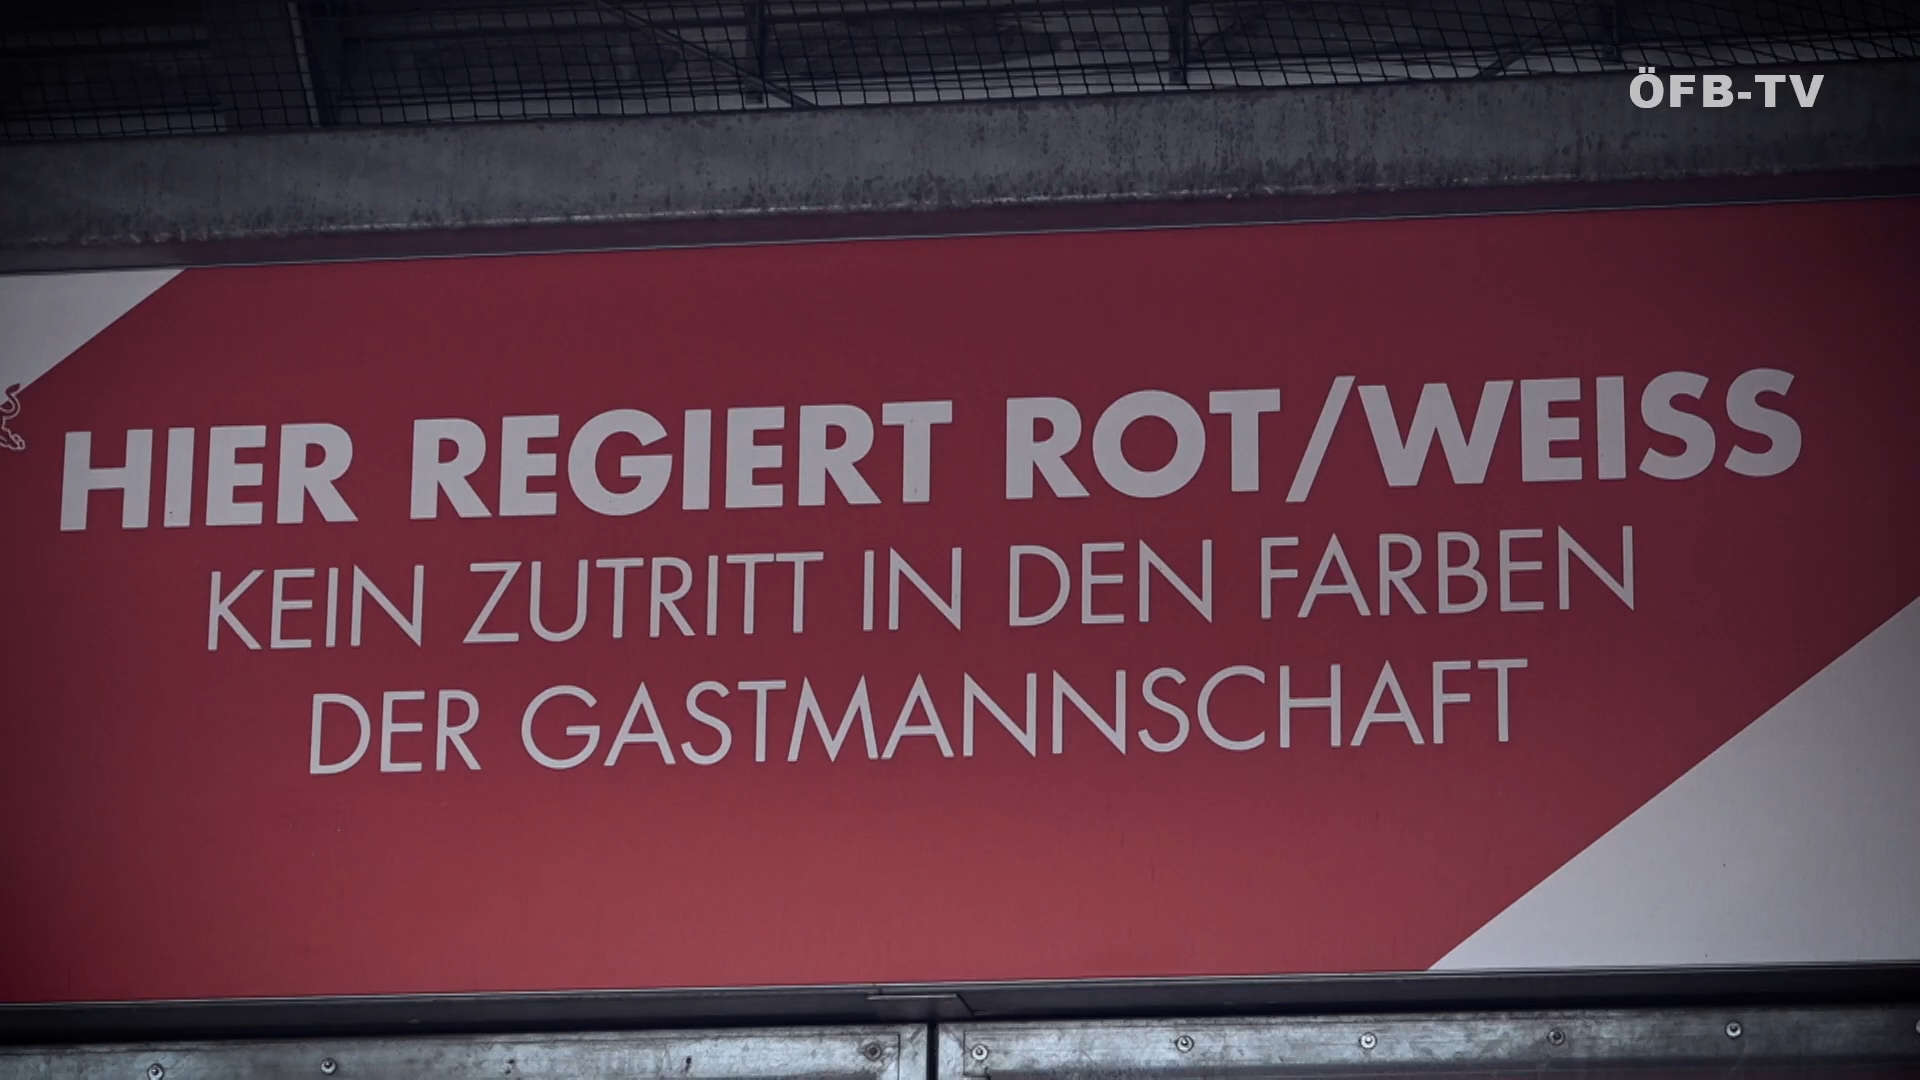 ÖFB-TV
HIER REGIERT ROT/WEISS
KEIN ZUTRITT IN DEN FARBEN
DER GASTMANNSCHAFT